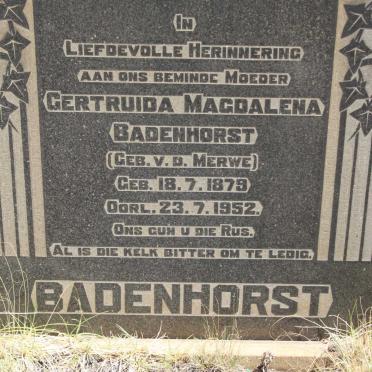 IN
LIEFDEVOLLE HERINNERING
AAN ONS BEMINDE MOEDER
GERTRUIDA MAGDALENA
BADENHORST
(GEB. V.D. MERWE)
GEB. 18.7.1879
OORL. 23.7.1952.
ONS GUN U DIE RUS.
AL IS DIE KELK BITTER OM TE LEDIG.
BADENHORST